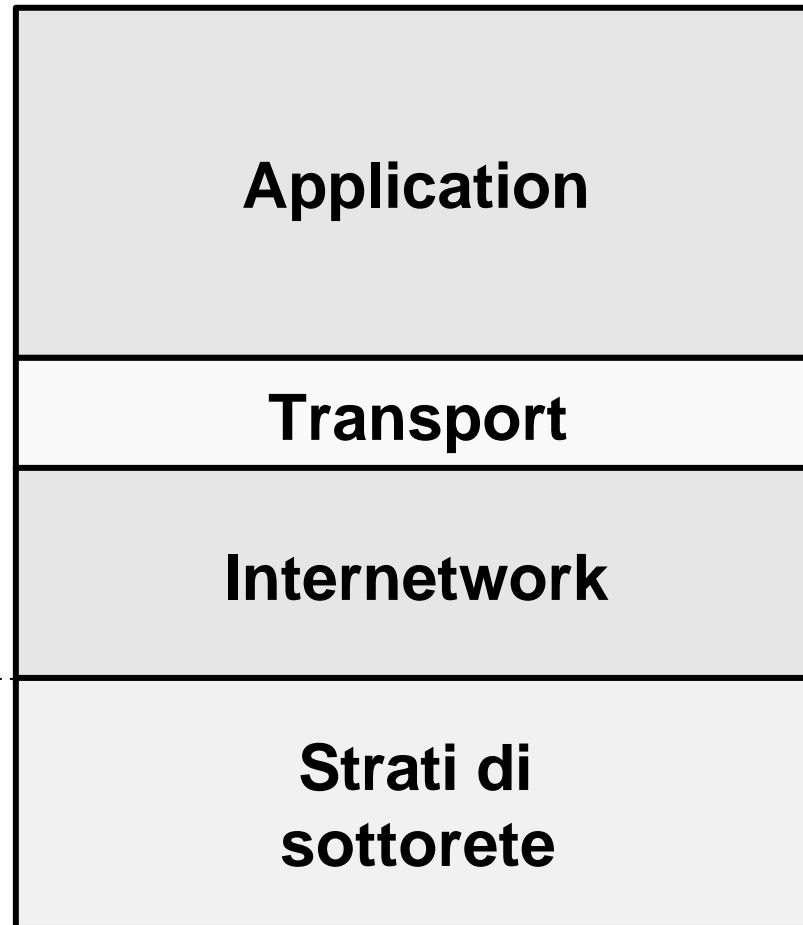 Application
Transport
Internetwork
Strati di
sottorete